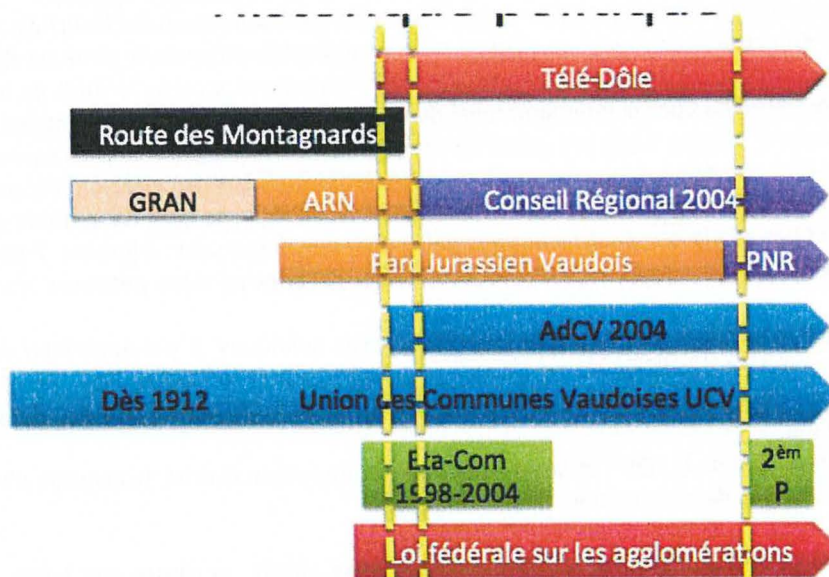 Télé-Dôle
Route des Montagnards
GRAN ARN Conseil Régional 2004
Parc Jurassien Vaudois PNR
AdCV 2004
Dès 1912 Union des Communes Vaudoises UCV
Eta-Com 2èm
1998-2004 P
Loi fédérale sur les agglomérations